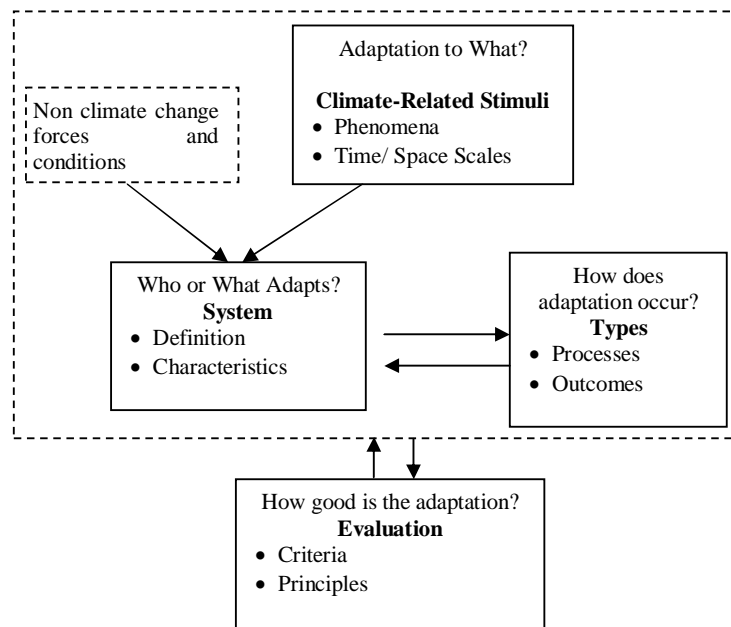 Adaptation to What?
Climate-Related Stimuli
• Phenomena
• Time/ Space Scales
Non climate change
forces and
conditions
Who or What Adapts?
System
• Definition
• Characteristics
How does
adaptation occur?
Types
• Processes
• Outcomes
How good is the adaptation?
Evaluation
• Criteria
• Principles